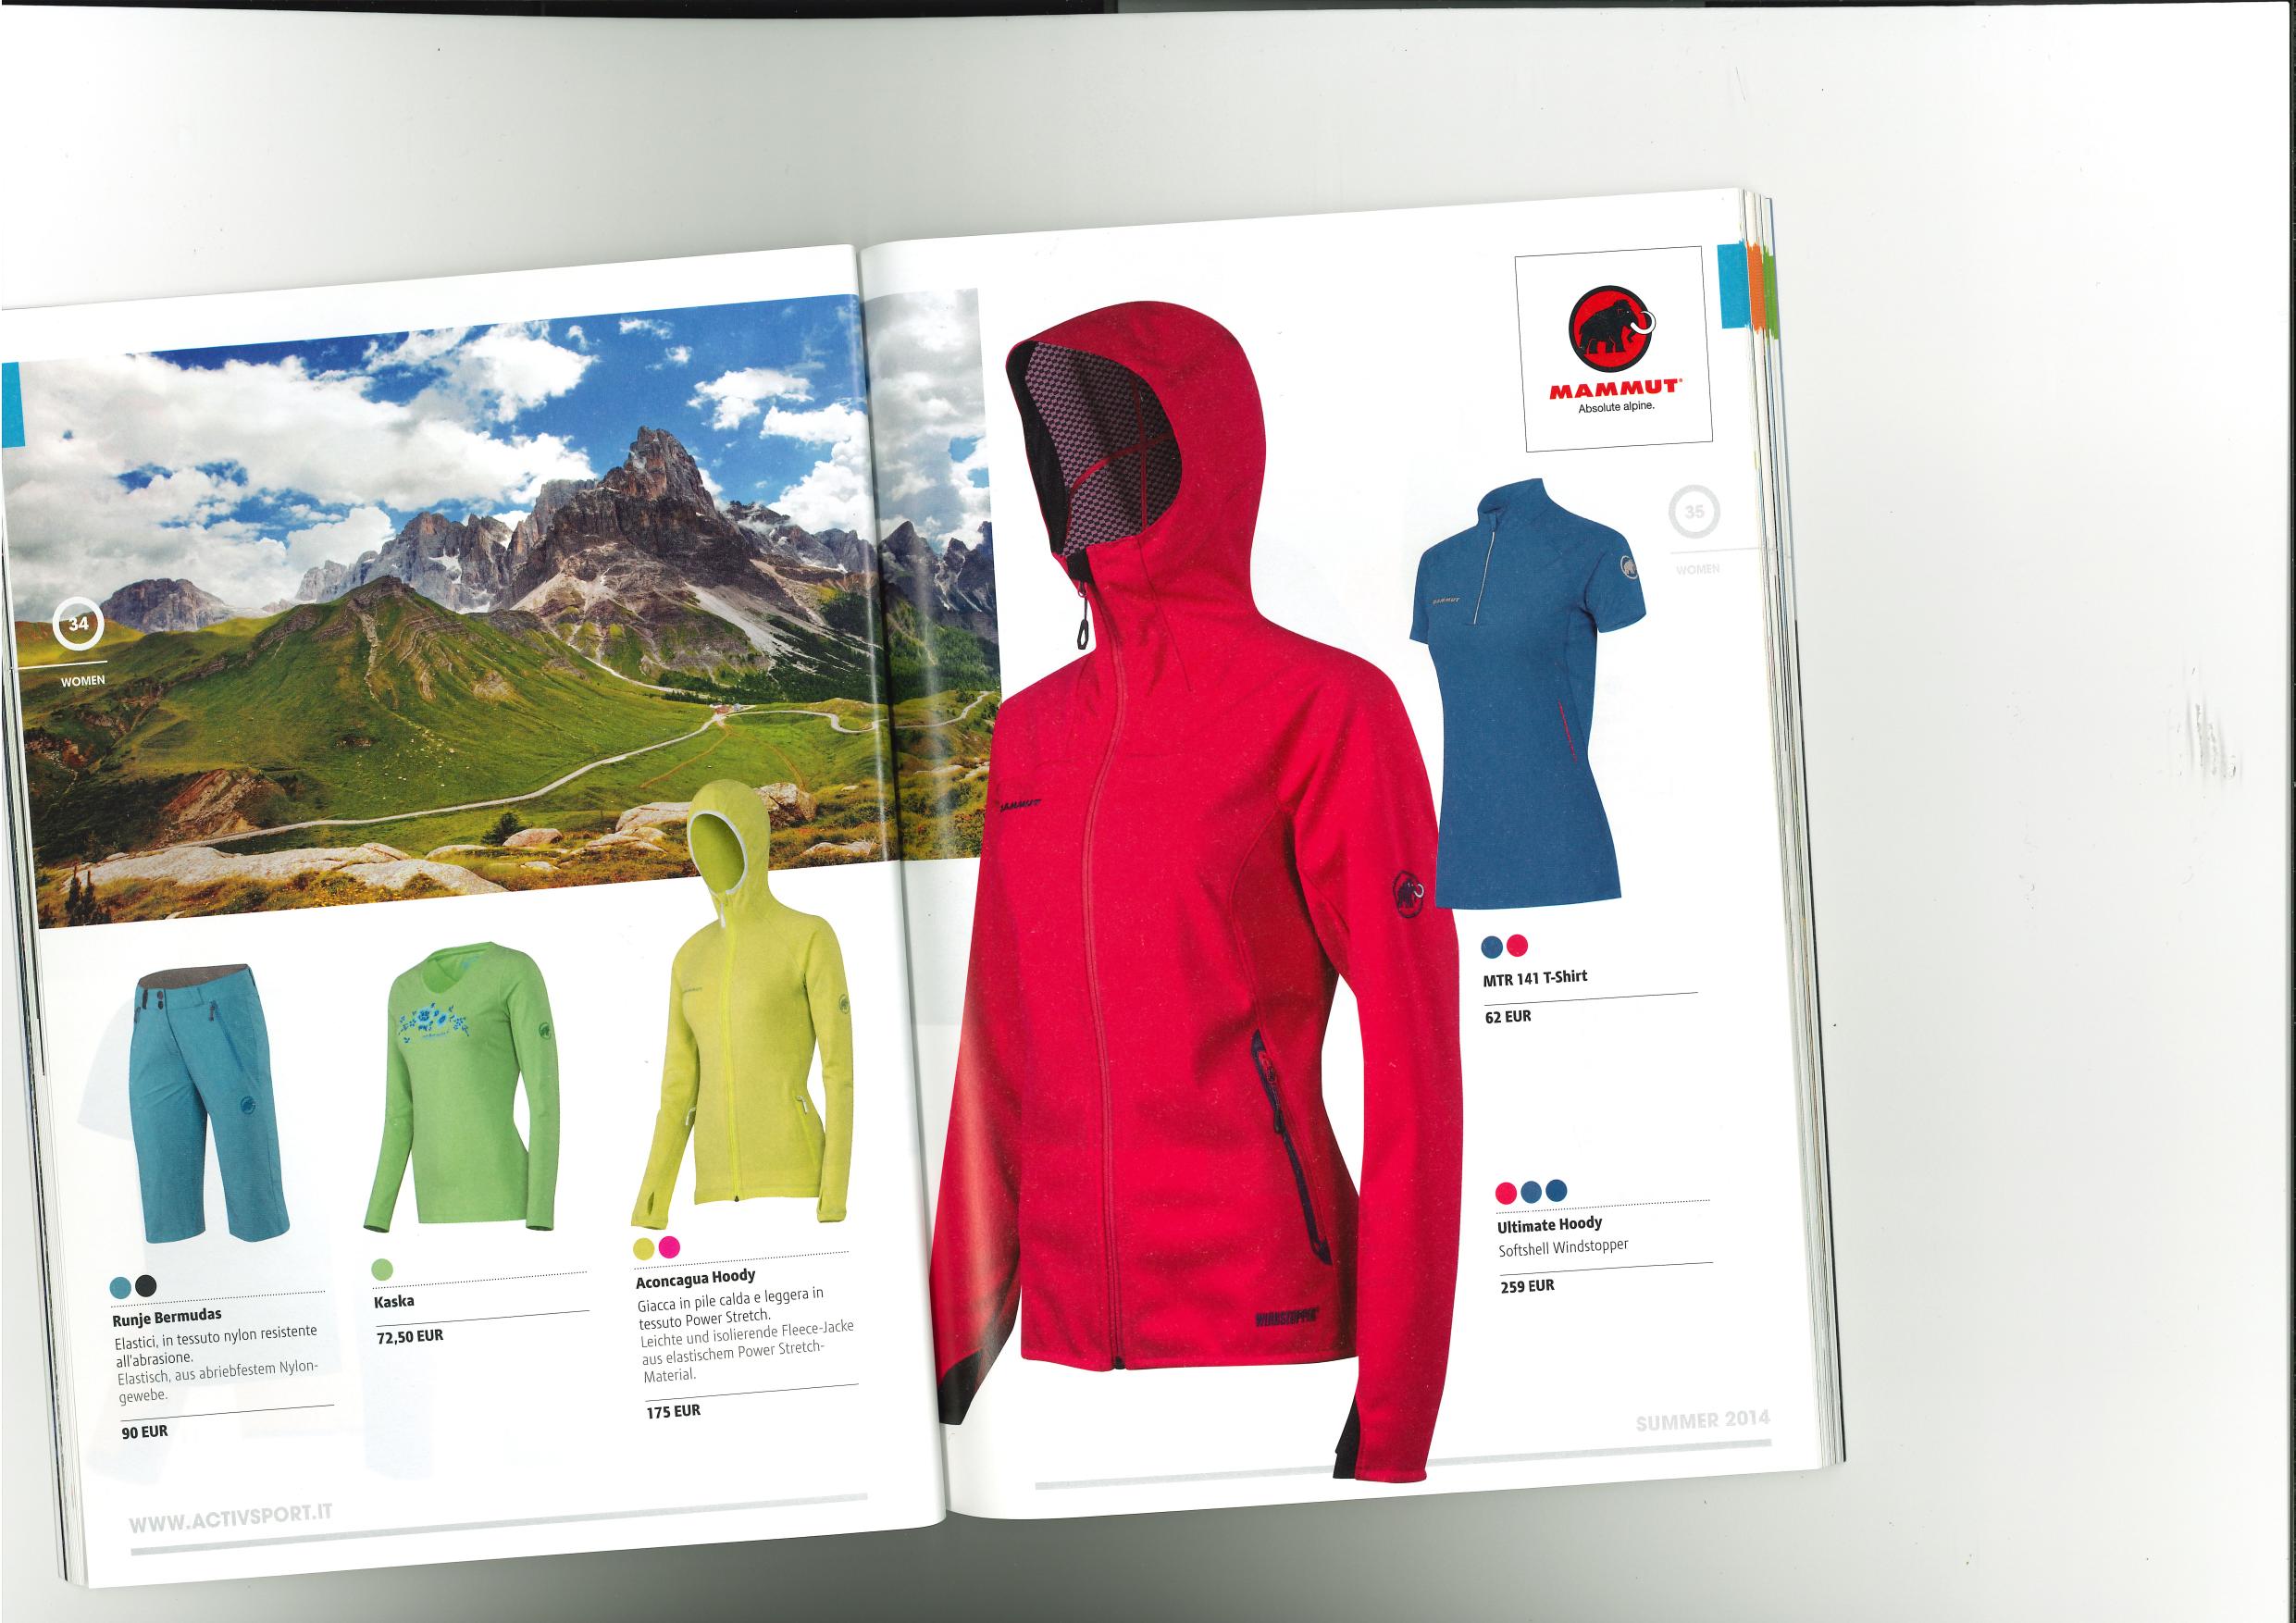 34
WOMEN
Runje Bermudas
Elastici, in tessuto nylon resistente
all'abrasione.
Elastisch, aus abriebfestem Nylon-
gewebe.
90 EUR
Kaska
72,50 EUR
Aconcagua Hoody
Giacca in pile calda e leggera in
tessuto Power Stretch.
Leichte und isolierende Fleece-Jacke
aus elastischem Power Stretch-
Material.
175 EUR
WWW.ACTIVSPORT.IT
MAMMUT
Absolute alpine.
35
WOMEN
MAMMUT
MAMMUT
WINDSTOPPER
MTR 141 T-Shirt
62 EUR
Ultimate Hoody
Softshell Windstopper
259 EUR
SUMMER 2014